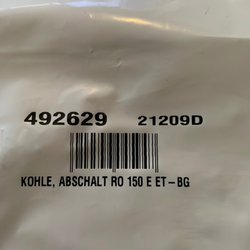 492629 21209D
KOHLE, ABSCHALT RO 150 E ET-BG